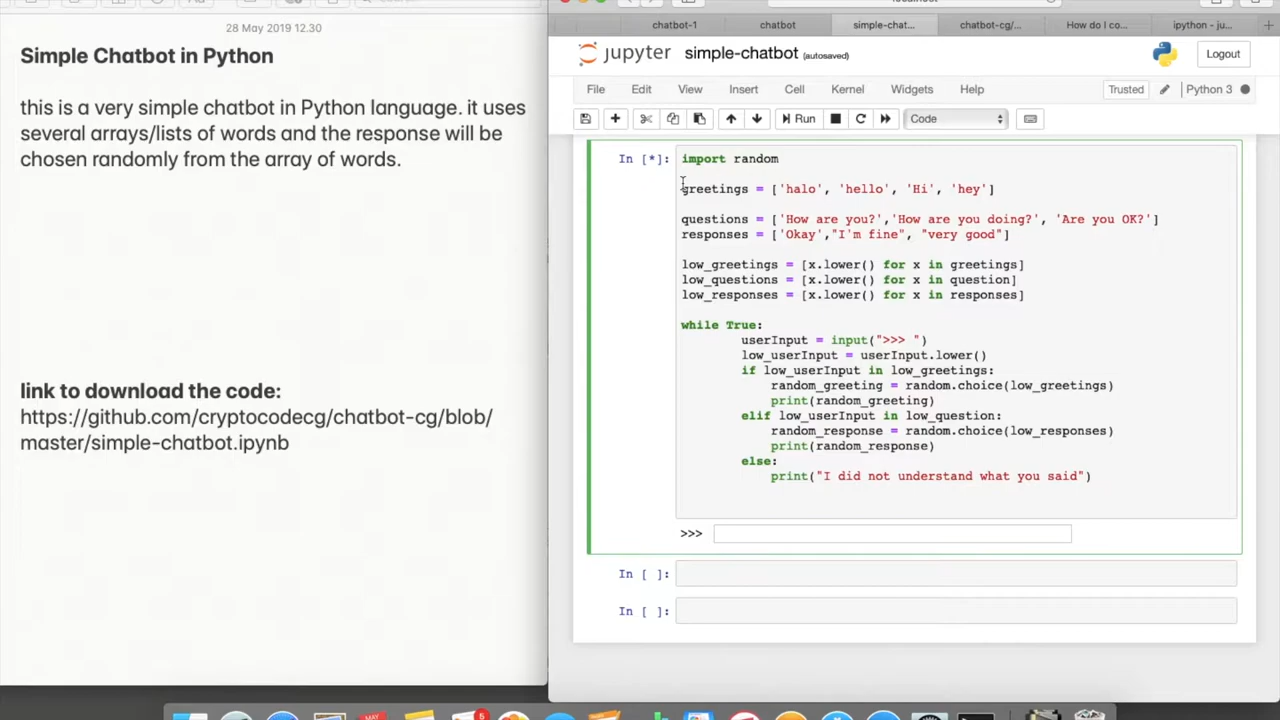 28 May 2019 12.30
Simple Chatbot in Python
this is a very simple chatbot in Python language. it uses
several arrays/lists of words and the response will be
chosen randomly from the array of words.
link to download the code:
https://github.com/cryptocodecg/chatbot-cg/blob/
master/simple-chatbot.ipynb
chatbot-1
chatbot
simple-chat...
chatbot-cg/...
How do I co...
ipython - ju...
jupyter simple-chatbot (autosaved)
Logout
File Edit View Insert Cell Kernel Widgets Help
Trusted
Python 3
Run
Code
In [*]:
import random
greetings = ['halo', 'hello', 'Hi', 'hey']
questions = ['How are you?','How are you doing?', 'Are you OK?']
responses = ['Okay',"I'm fine", "very good"]
low_greetings = [x.lower() for x in greetings]
low_questions = [x.lower() for x in question]
low_responses = [x.lower() for x in responses]
while True:
userInput = input(">>> ")
low_userInput = userInput.lower()
if low_userInput in low_greetings:
random_greeting = random.choice(low_greetings)
print(random_greeting)
elif low_userInput in low_question:
random_response = random.choice(low_responses)
print(random_response)
else:
print("I did not understand what you said")
>>>
In [ ]:
In [ ]:
MAY
5